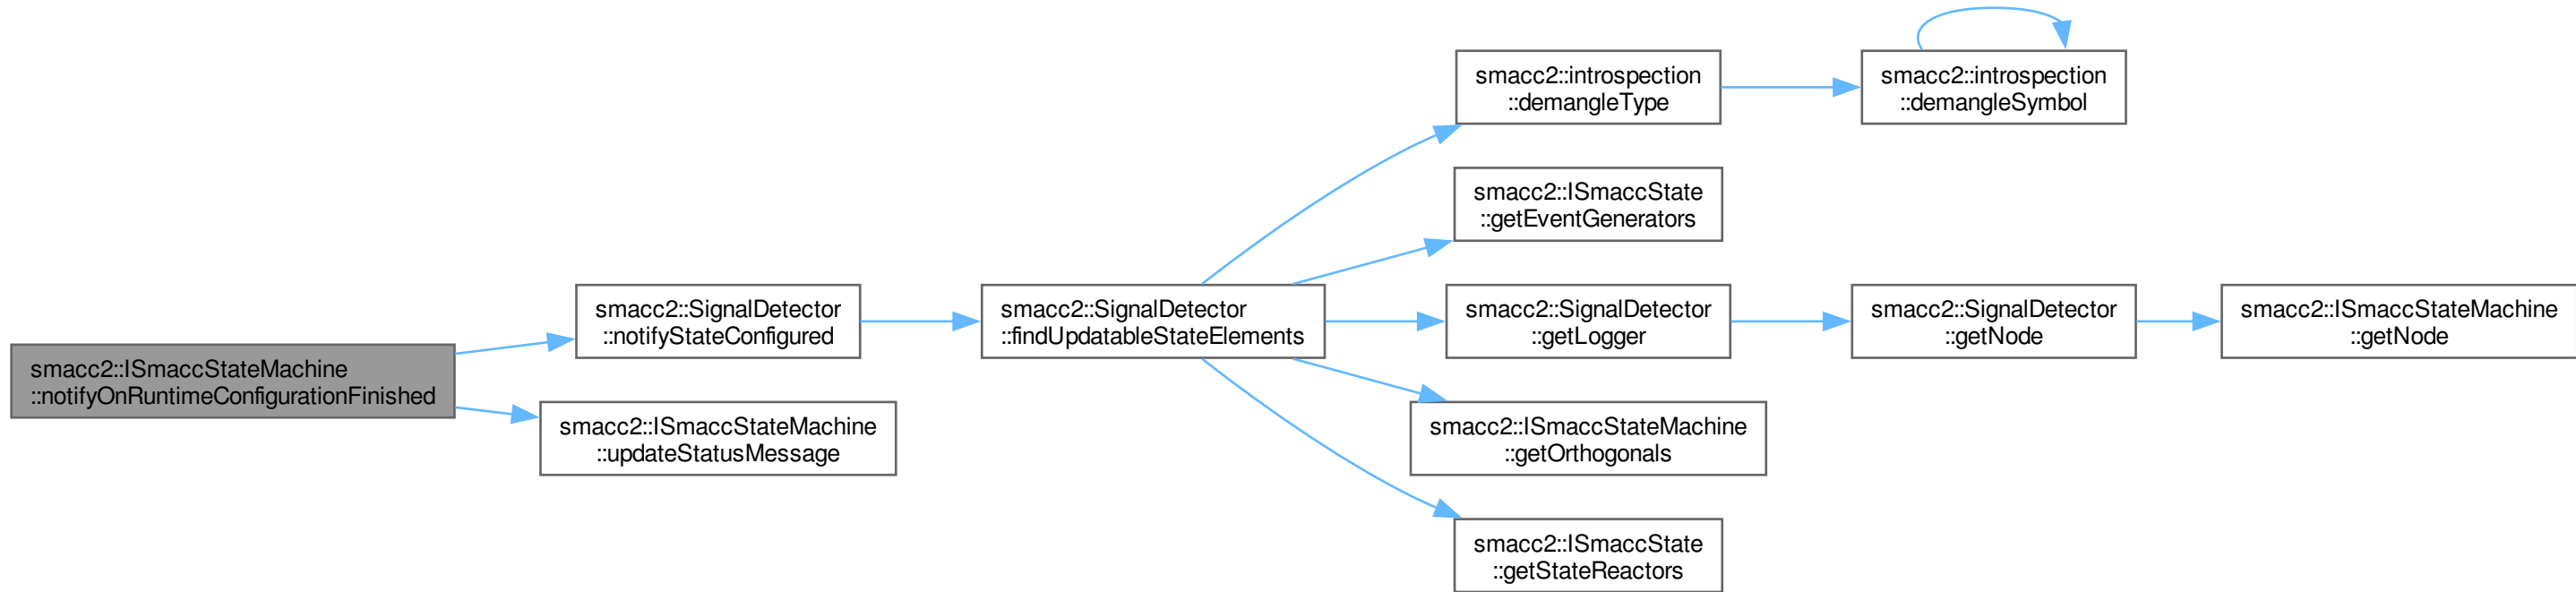 smacc2::ISmaccStateMachine
::notifyOnRuntimeConfigurationFinished
smacc2::SignalDetector
::notifyStateConfigured
smacc2::ISmaccStateMachine
::updateStatusMessage
smacc2::SignalDetector
::findUpdatableStateElements
smacc2::introspection
::demangleType
smacc2::introspection
::demangleSymbol
smacc2::ISmaccState
::getEventGenerators
smacc2::SignalDetector
::getLogger
smacc2::SignalDetector
::getNode
smacc2::ISmaccStateMachine
::getNode
smacc2::ISmaccStateMachine
::getOrthogonals
smacc2::ISmaccState
::getStateReactors